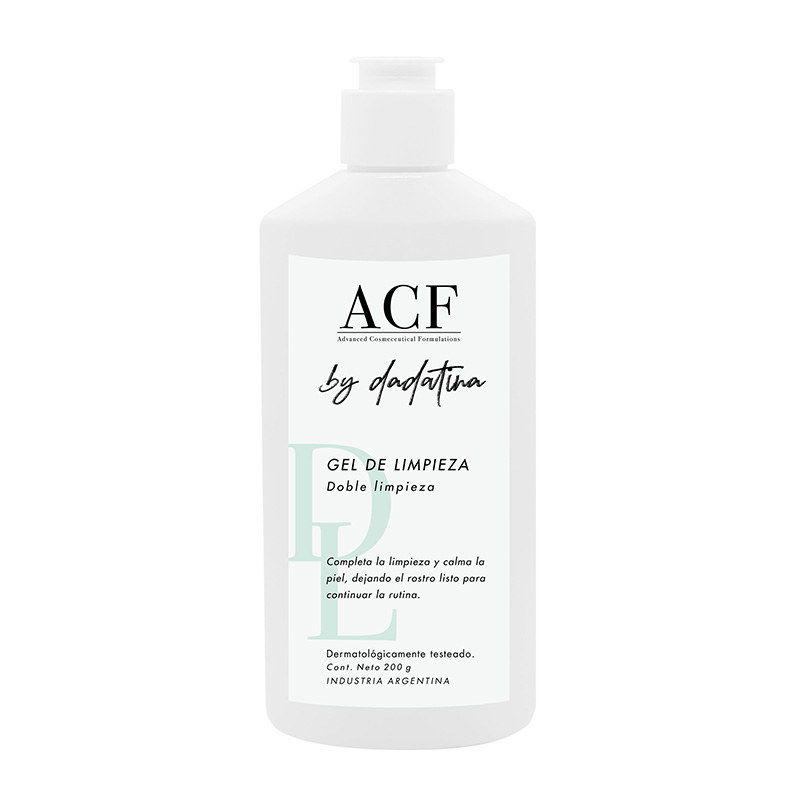 ACF
Advanced Cosmeceutical Formulations
by dadatina
DL
GEL DE LIMPIEZA
Doble limpieza
Completa la limpieza y calma la
piel, dejando el rostro listo para
continuar la rutina.
Dermatológicamente testeado.
Cont. Neto 200 g
INDUSTRIA ARGENTINA